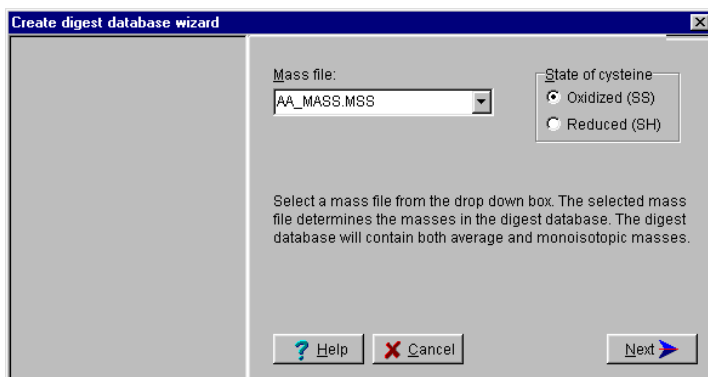 Create digest database wizard
Mass file:
AA_MASS.MSS
State of cysteine
Oxidized (SS)
Reduced (SH)
Select a mass file from the drop down box. The selected mass
file determines the masses in the digest database. The digest
database will contain both average and monoisotopic masses.
Help
Cancel
Next